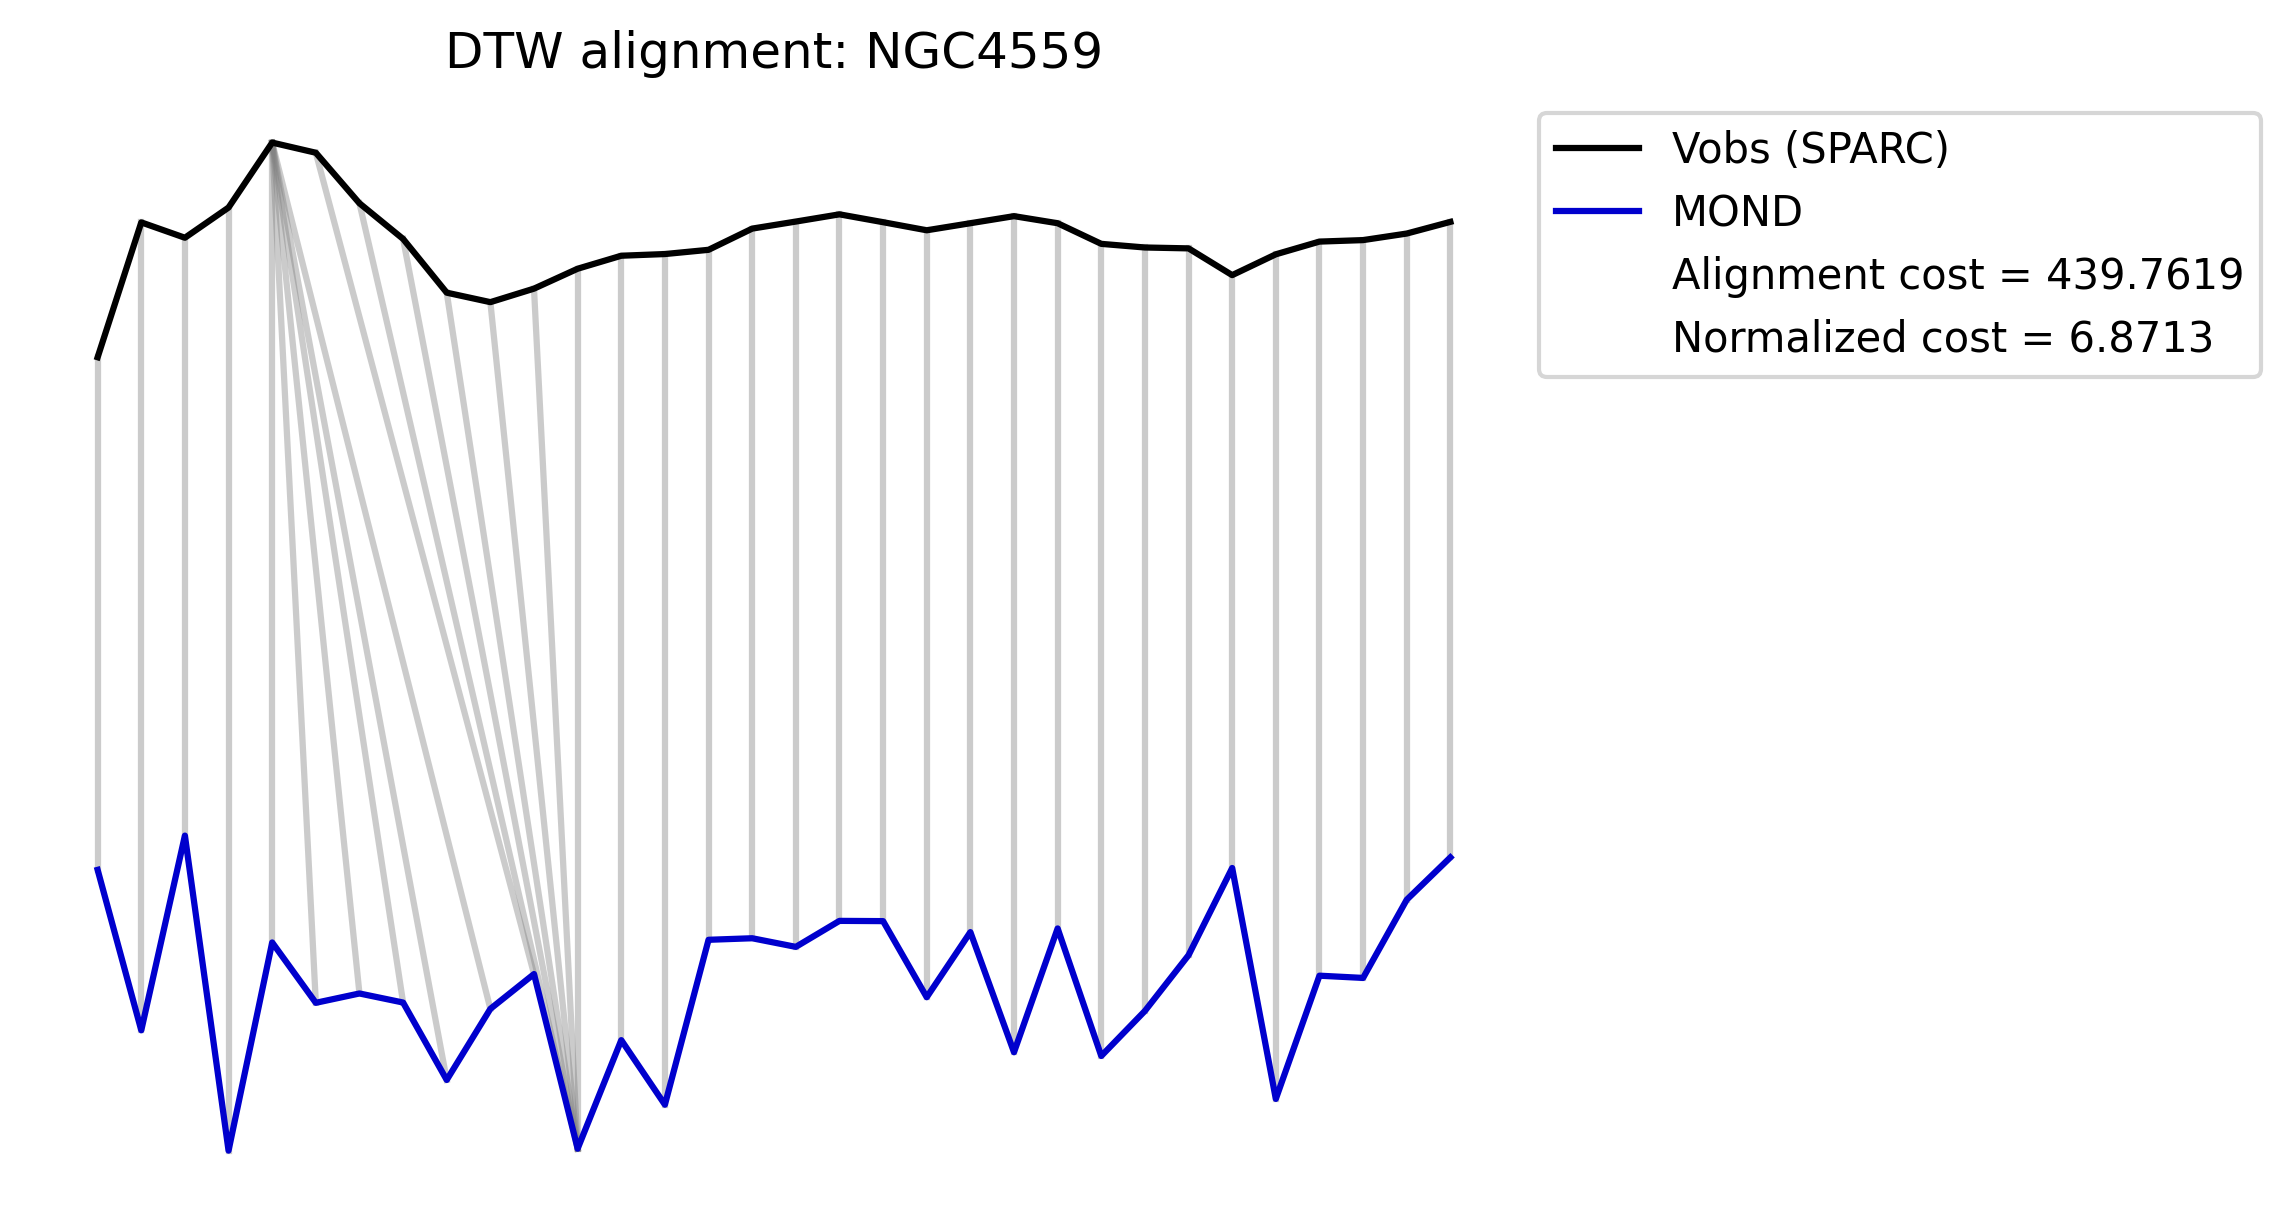 DTW alignment: NGC4559
Vobs (SPARC)
MOND
Alignment cost = 439.7619
Normalized cost = 6.8713